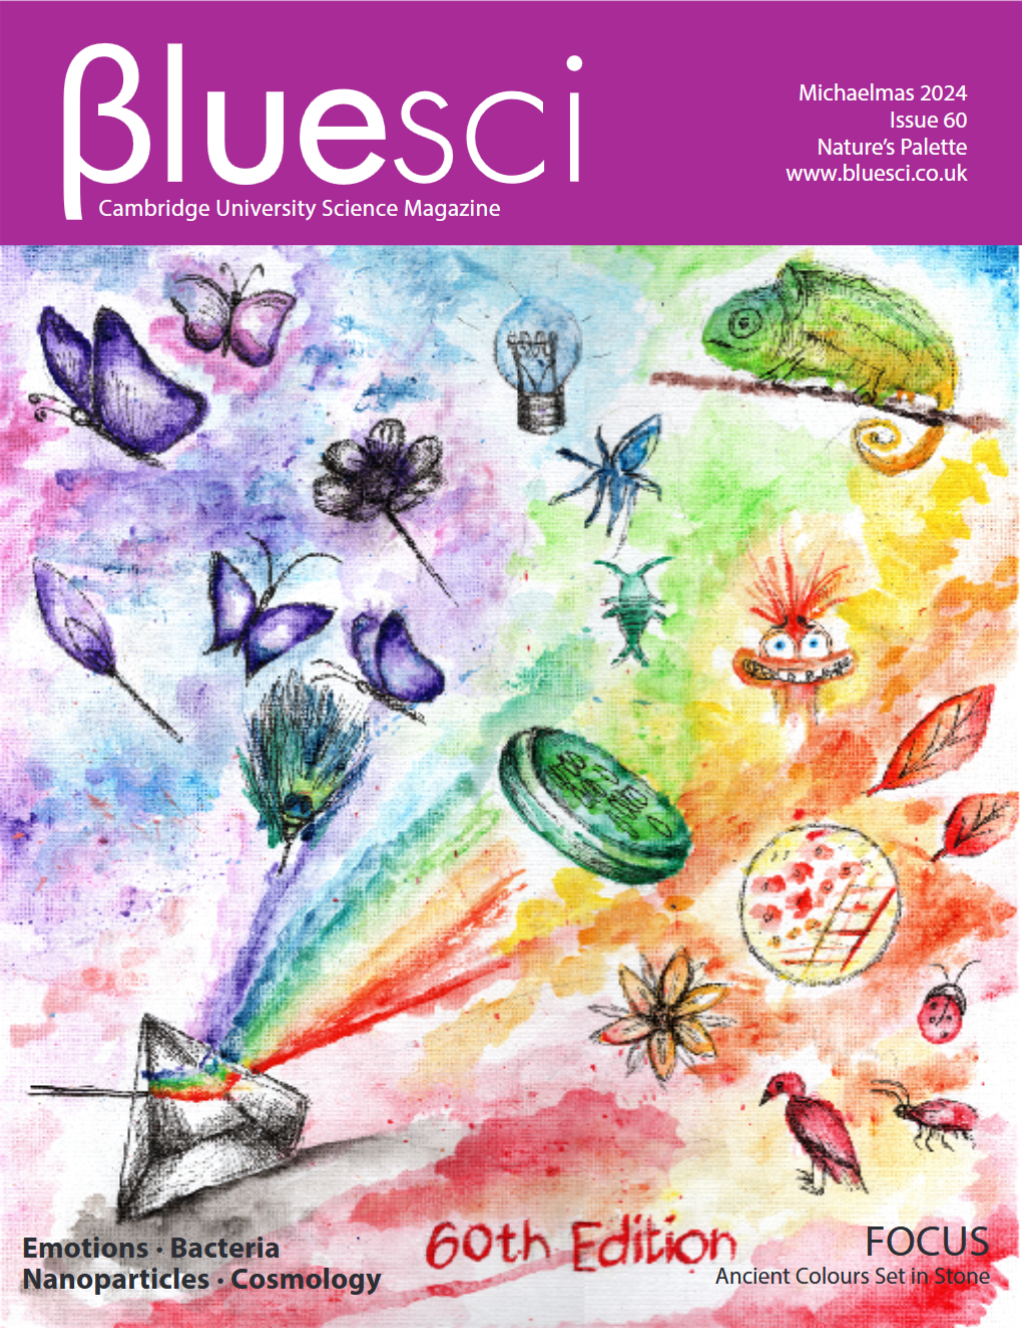 βluesci
Cambridge University Science Magazine
Michaelmas 2024
Issue 60
Nature's Palette
www.bluesci.co.uk
60th Edition
Emotions · Bacteria
Nanoparticles · Cosmology
FOCUS
Ancient Colours Set in Stone